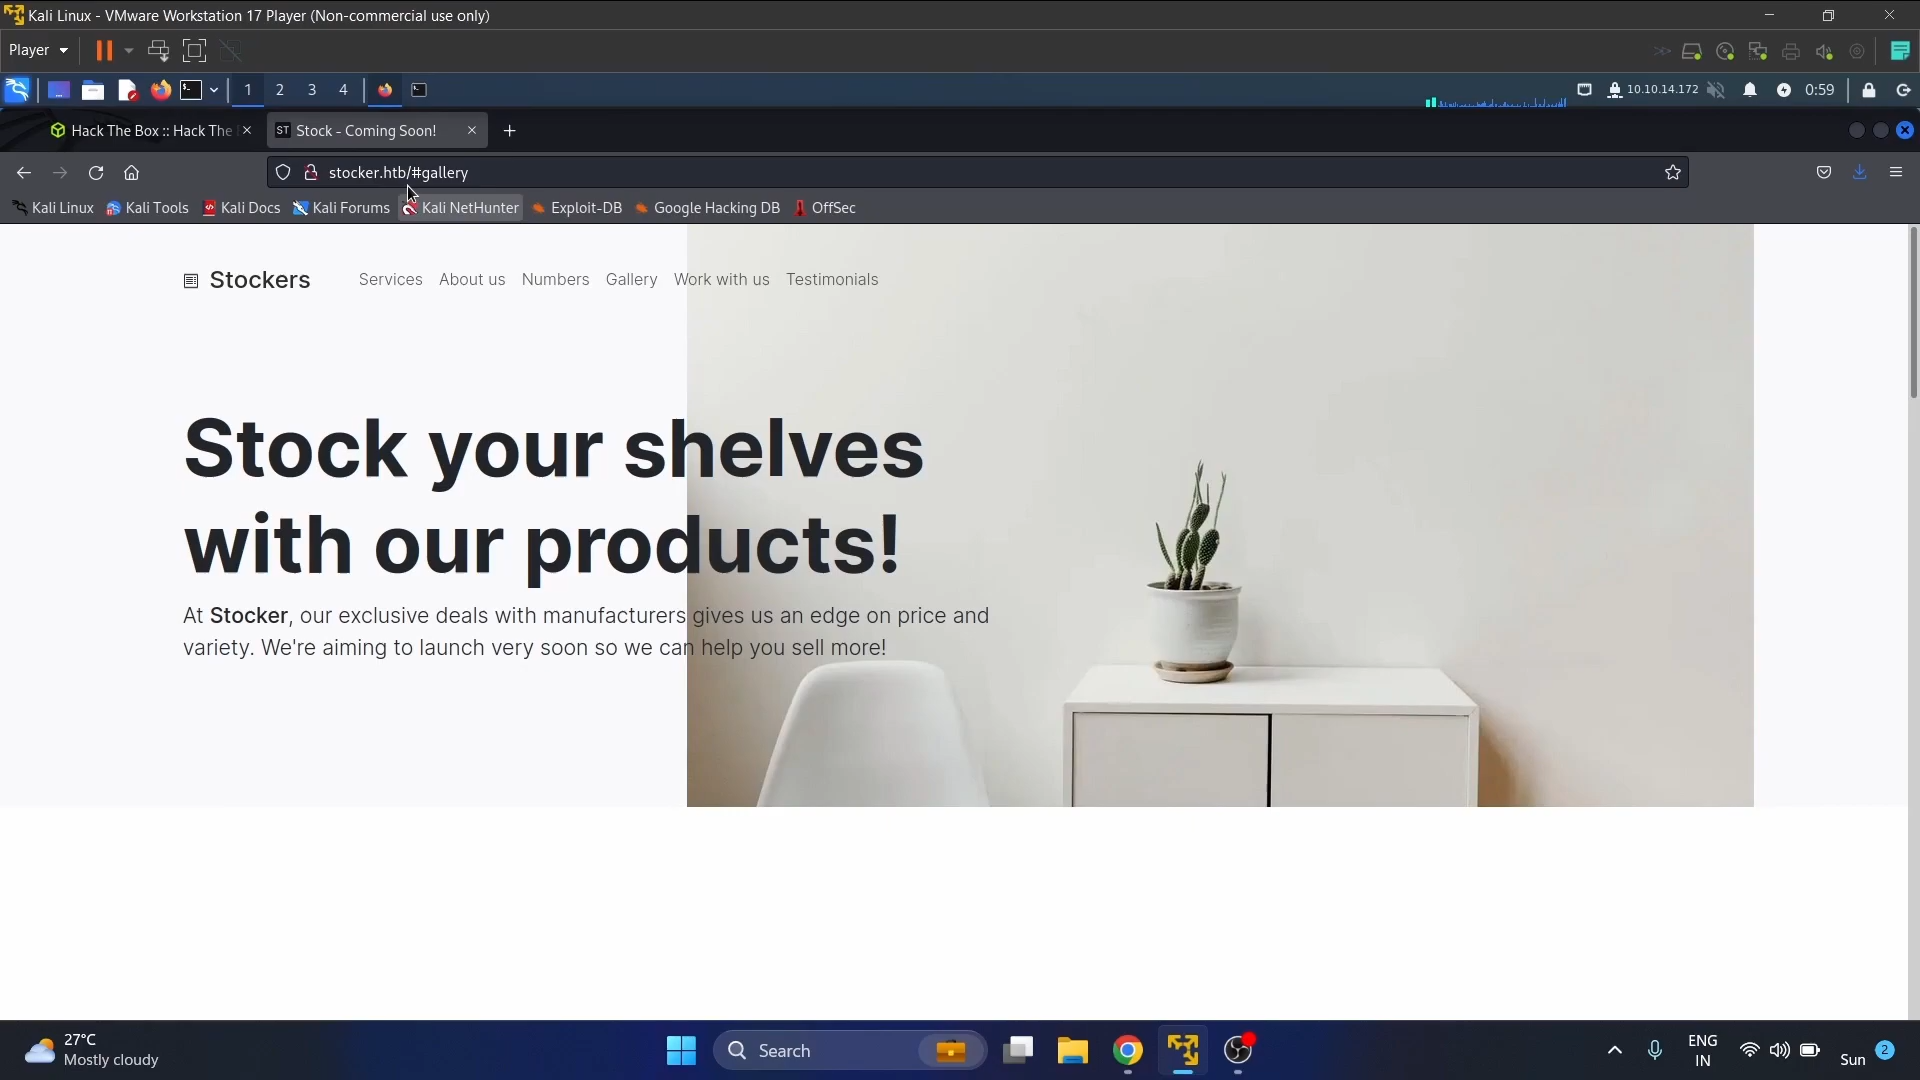 Kali Linux - VMware Workstation 17 Player (Non-commercial use only)
Player
1 2 3 4 10.10.14.172 0:59
Hack The Box :: Hack The ST Stock - Coming Soon!
stocker.htb/#gallery
Kali Linux Kali Tools Kali Docs Kali Forums Kali NetHunter Exploit-DB Google Hacking DB OffSec
Stockers Services About us Numbers Gallery Work with us Testimonials
Stock your shelves
with our products!
At Stocker, our exclusive deals with manufacturers gives us an edge on price and
variety. We're aiming to launch very soon so we can help you sell more!
27°C
Mostly cloudy
Search
ENG
IN
Sun 2